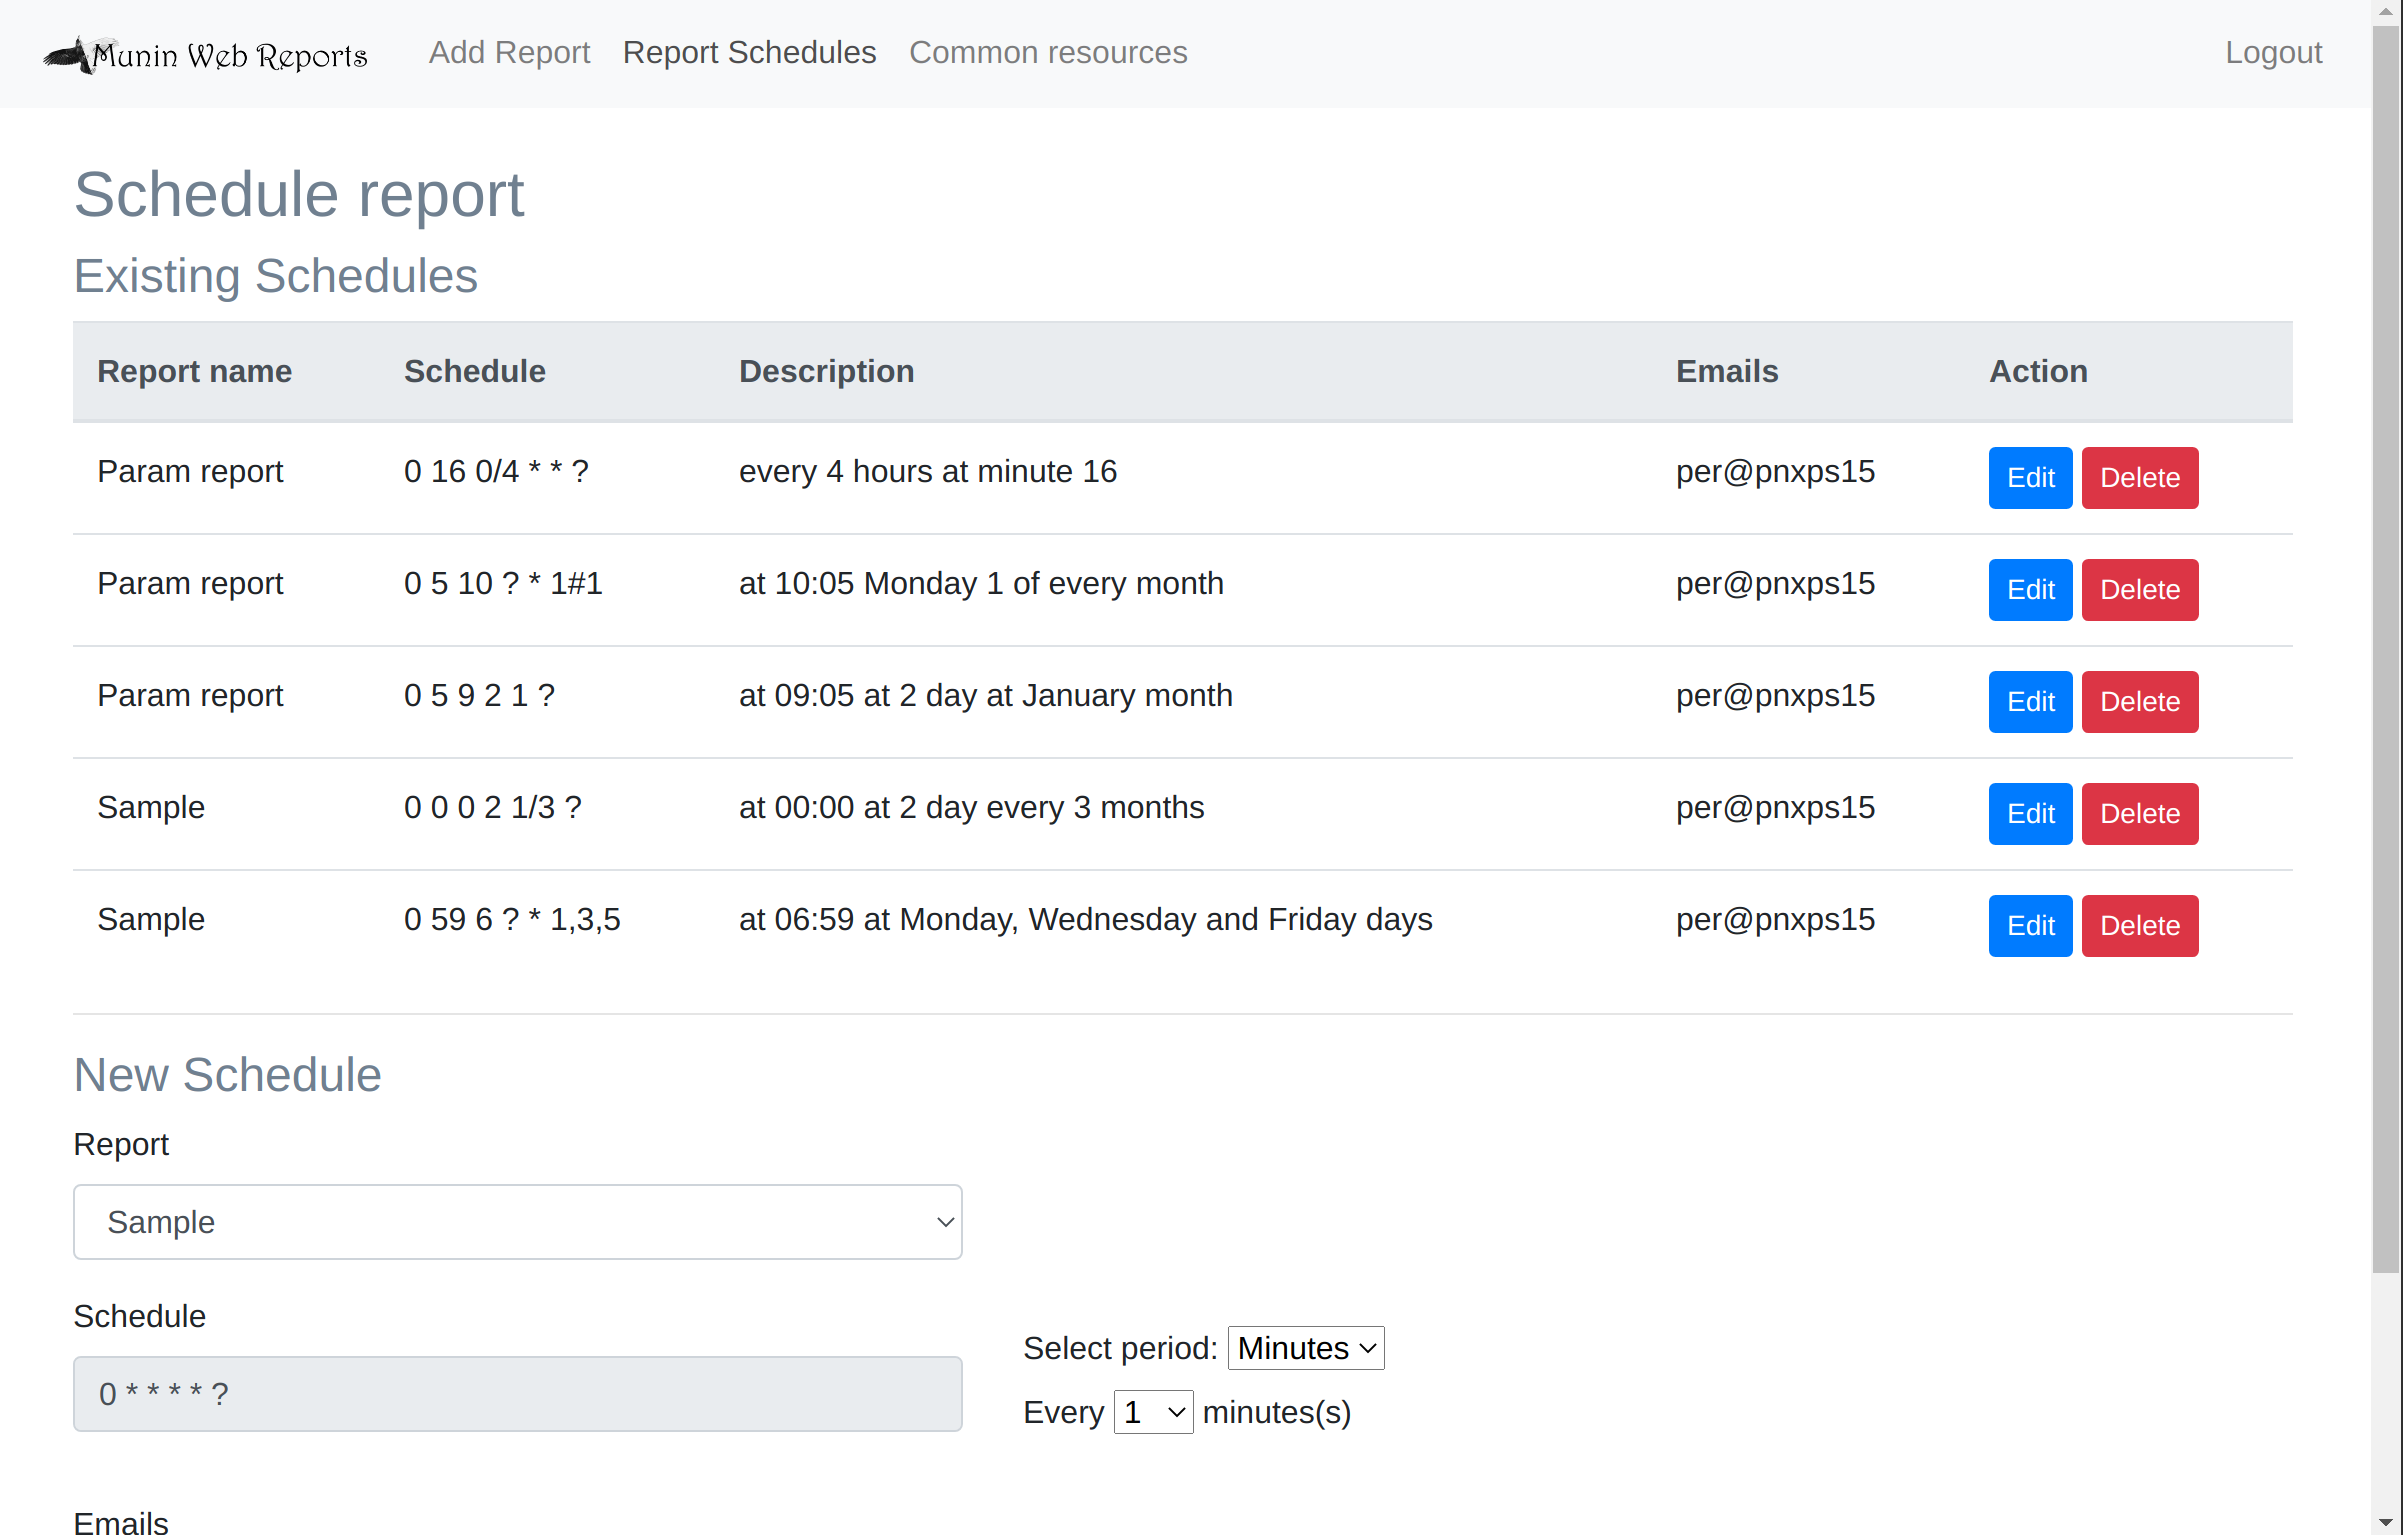 Munin Web Reports Add Report Report Schedules Common resources Logout
Schedule report
Existing Schedules
Report name Schedule Description Emails Action
Param report 0 16 0/4 * * ? every 4 hours at minute 16 per@pnxps15 Edit Delete
Param report 0 5 10 ? * 1#1 at 10:05 Monday 1 of every month per@pnxps15 Edit Delete
Param report 0 5 9 2 1 ? at 09:05 at 2 day at January month per@pnxps15 Edit Delete
Sample 0 0 0 2 1/3 ? at 00:00 at 2 day every 3 months per@pnxps15 Edit Delete
Sample 0 59 6 ? * 1,3,5 at 06:59 at Monday, Wednesday and Friday days per@pnxps15 Edit Delete
New Schedule
Report
Sample
Schedule
Select period: Minutes
0 * * * * ?
Every 1 minutes(s)
Emails